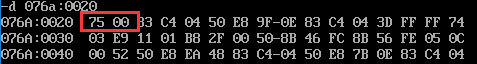 -d 076a:0020
076A:0020 75 00 83 C4 04 50 E8 9F-0E 83 C4 04 3D FF FF 74
076A:0030 03 E9 11 01 B8 2F 00 50-8B 46 FC 8B 56 FE 05 0C
076A:0040 00 52 50 E8 EA 48 83 C4-04 50 E8 7B 0E 83 C4 04